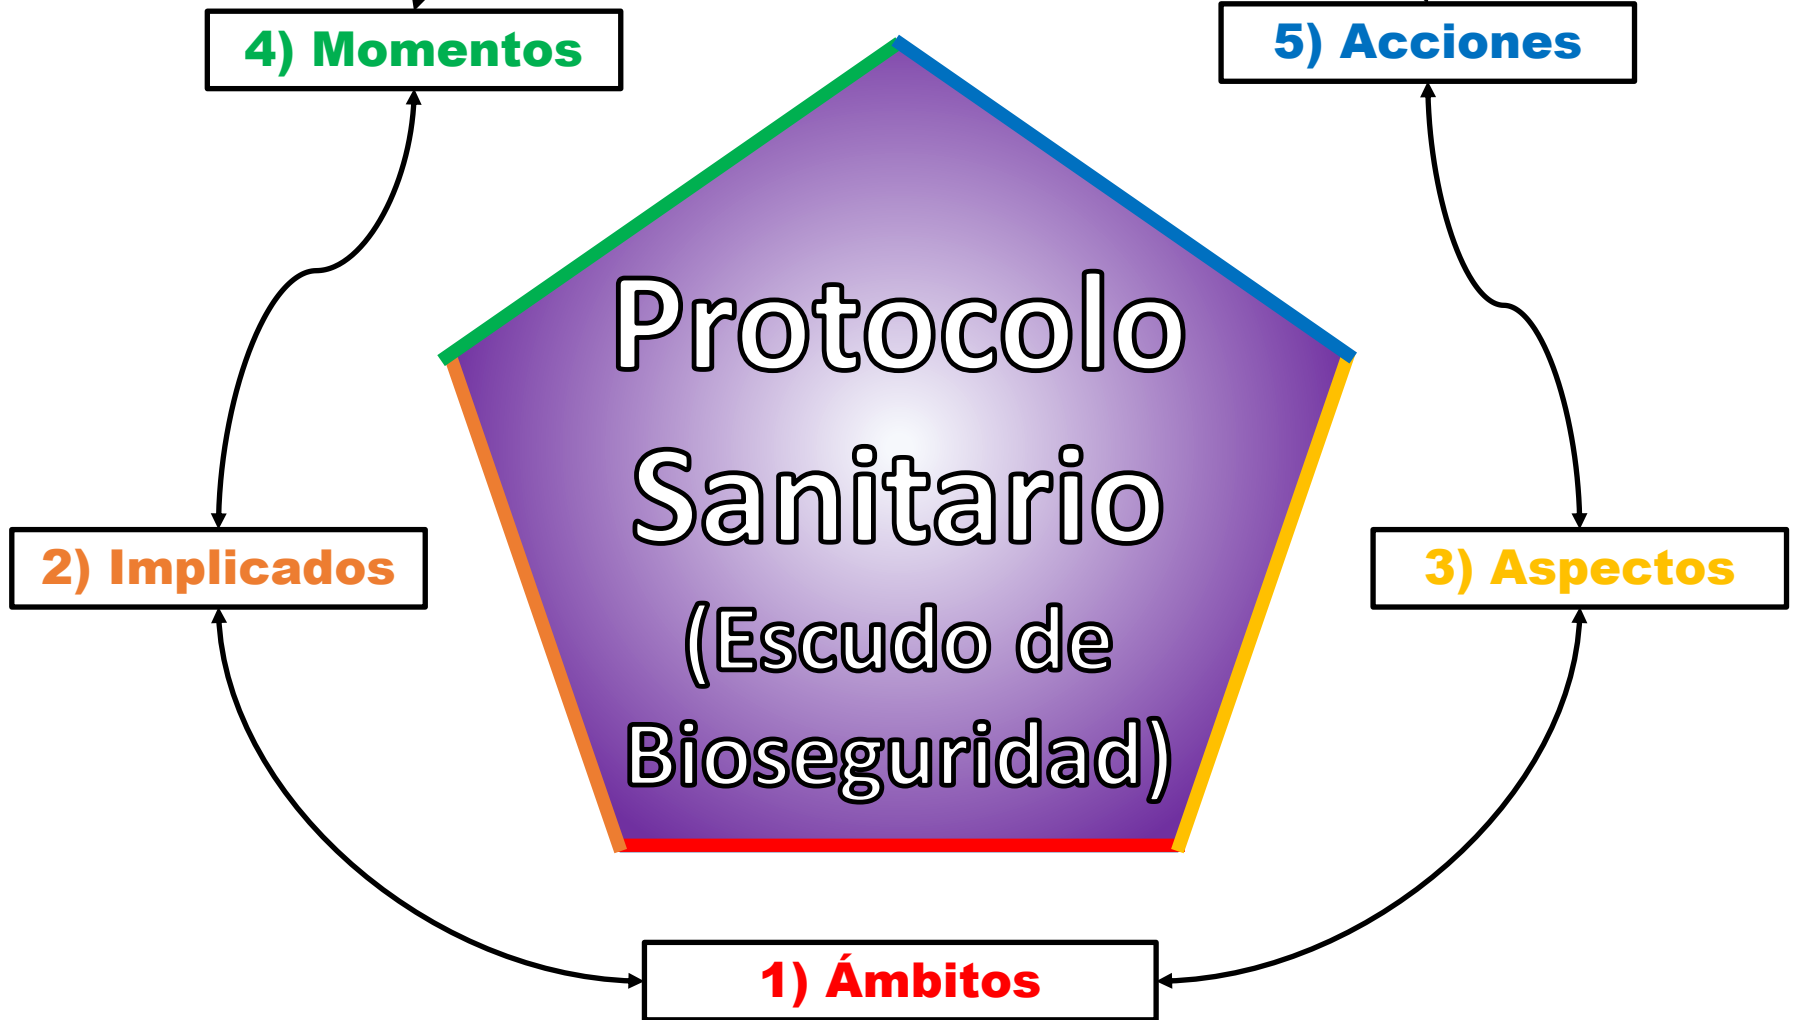 4) Momentos
5) Acciones
Protocolo
Sanitario
(Escudo de
Bioseguridad)
2) Implicados
3) Aspectos
1) Ámbitos